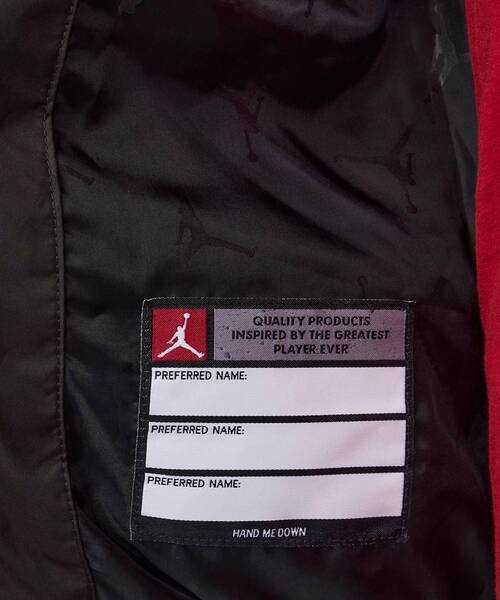 QUALITY PRODUCTS
INSPIRED BY THE GREATEST
PLAYER EVER
PREFERRED NAME:
PREFERRED NAME:
PREFERRED NAME:
HAND ME DOWN